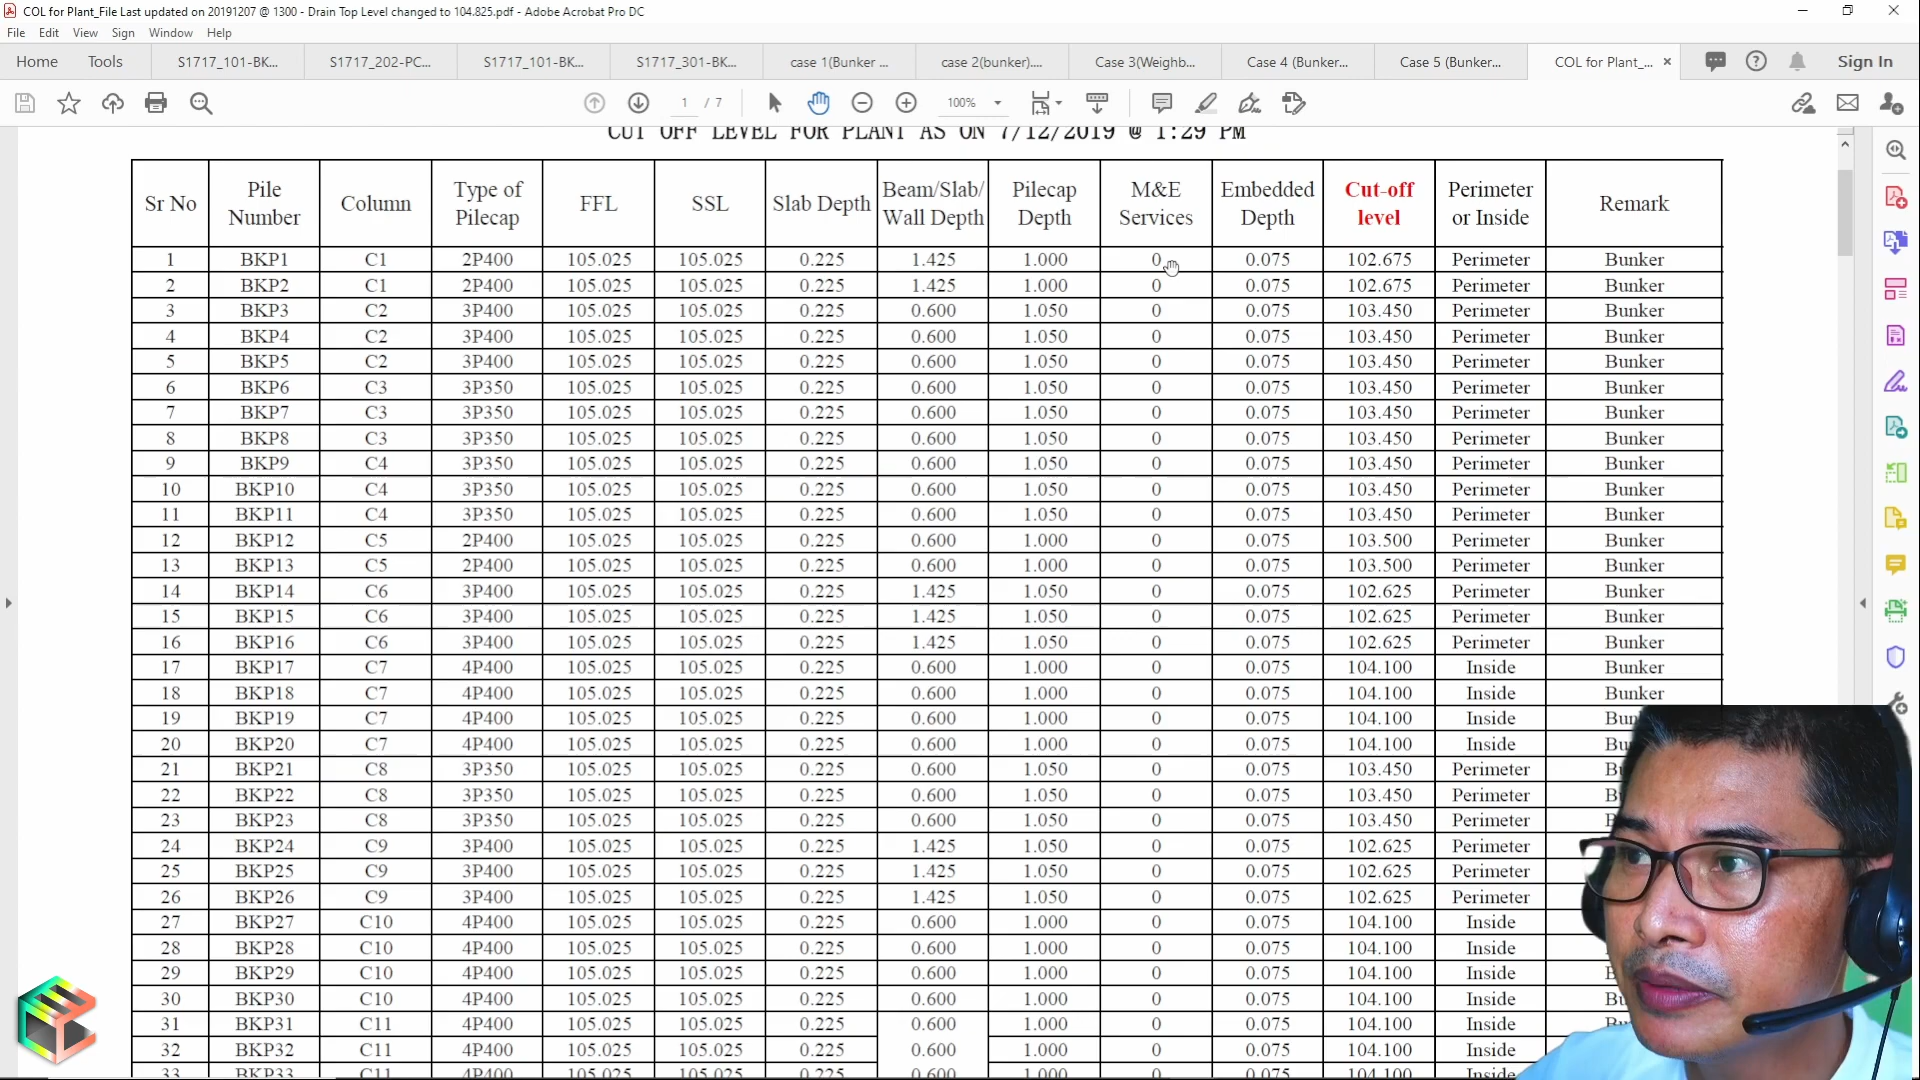 COL for Plant_File Last updated on 20191207 @ 1300 - Drain Top Level changed to 104.825.pdf - Adobe Acrobat Pro DC
File Edit View Sign Window Help
Home Tools S1717_101-BK... S1717_202-PC... S1717_101-BK... S1717_301-BK... case 1(Bunker ... case 2(bunker).... Case 3(Weighb... Case 4 (Bunker... Case 5 (Bunker... COL for Plant_... Sign In
1 / 7 100%
CUT OFF LEVEL FOR PLANT AS ON 7/12/2019 @ 1:29 PM
Sr No Pile Number Column Type of Pilecap FFL SSL Slab Depth Beam/Slab/ Wall Depth Pilecap Depth M&E Services Embedded Depth Cut-off level Perimeter or Inside Remark
1 BKP1 C1 2P400 105.025 105.025 0.225 1.425 1.000 0 0.075 102.675 Perimeter Bunker
2 BKP2 C1 2P400 105.025 105.025 0.225 1.425 1.000 0 0.075 102.675 Perimeter Bunker
3 BKP3 C2 3P400 105.025 105.025 0.225 0.600 1.050 0 0.075 103.450 Perimeter Bunker
4 BKP4 C2 3P400 105.025 105.025 0.225 0.600 1.050 0 0.075 103.450 Perimeter Bunker
5 BKP5 C2 3P400 105.025 105.025 0.225 0.600 1.050 0 0.075 103.450 Perimeter Bunker
6 BKP6 C3 3P350 105.025 105.025 0.225 0.600 1.050 0 0.075 103.450 Perimeter Bunker
7 BKP7 C3 3P350 105.025 105.025 0.225 0.600 1.050 0 0.075 103.450 Perimeter Bunker
8 BKP8 C3 3P350 105.025 105.025 0.225 0.600 1.050 0 0.075 103.450 Perimeter Bunker
9 BKP9 C4 3P350 105.025 105.025 0.225 0.600 1.050 0 0.075 103.450 Perimeter Bunker
10 BKP10 C4 3P350 105.025 105.025 0.225 0.600 1.050 0 0.075 103.450 Perimeter Bunker
11 BKP11 C4 3P350 105.025 105.025 0.225 0.600 1.050 0 0.075 103.450 Perimeter Bunker
12 BKP12 C5 2P400 105.025 105.025 0.225 0.600 1.000 0 0.075 103.500 Perimeter Bunker
13 BKP13 C5 2P400 105.025 105.025 0.225 0.600 1.000 0 0.075 103.500 Perimeter Bunker
14 BKP14 C6 3P400 105.025 105.025 0.225 1.425 1.050 0 0.075 102.625 Perimeter Bunker
15 BKP15 C6 3P400 105.025 105.025 0.225 1.425 1.050 0 0.075 102.625 Perimeter Bunker
16 BKP16 C6 3P400 105.025 105.025 0.225 1.425 1.050 0 0.075 102.625 Perimeter Bunker
17 BKP17 C7 4P400 105.025 105.025 0.225 0.600 1.000 0 0.075 104.100 Inside Bunker
18 BKP18 C7 4P400 105.025 105.025 0.225 0.600 1.000 0 0.075 104.100 Inside Bunker
19 BKP19 C7 4P400 105.025 105.025 0.225 0.600 1.000 0 0.075 104.100 Inside Bun
20 BKP20 C7 4P400 105.025 105.025 0.225 0.600 1.000 0 0.075 104.100 Inside Bu
21 BKP21 C8 3P350 105.025 105.025 0.225 0.600 1.050 0 0.075 103.450 Perimeter Bu
22 BKP22 C8 3P350 105.025 105.025 0.225 0.600 1.050 0 0.075 103.450 Perimeter Bu
23 BKP23 C8 3P350 105.025 105.025 0.225 0.600 1.050 0 0.075 103.450 Perimeter
24 BKP24 C9 3P400 105.025 105.025 0.225 1.425 1.050 0 0.075 102.625 Perimeter
25 BKP25 C9 3P400 105.025 105.025 0.225 1.425 1.050 0 0.075 102.625 Perimeter
26 BKP26 C9 3P400 105.025 105.025 0.225 1.425 1.050 0 0.075 102.625 Perimeter
27 BKP27 C10 4P400 105.025 105.025 0.225 0.600 1.000 0 0.075 104.100 Inside
28 BKP28 C10 4P400 105.025 105.025 0.225 0.600 1.000 0 0.075 104.100 Inside
29 BKP29 C10 4P400 105.025 105.025 0.225 0.600 1.000 0 0.075 104.100 Inside
30 BKP30 C10 4P400 105.025 105.025 0.225 0.600 1.000 0 0.075 104.100 Inside Bu
31 BKP31 C11 4P400 105.025 105.025 0.225 0.600 1.000 0 0.075 104.100 Inside
32 BKP32 C11 4P400 105.025 105.025 0.225 0.600 1.000 0 0.075 104.100 Inside
33 BKP33 C11 4P400 105.025 105.025 0.225 0.600 1.000 0 0.075 104.100 Inside